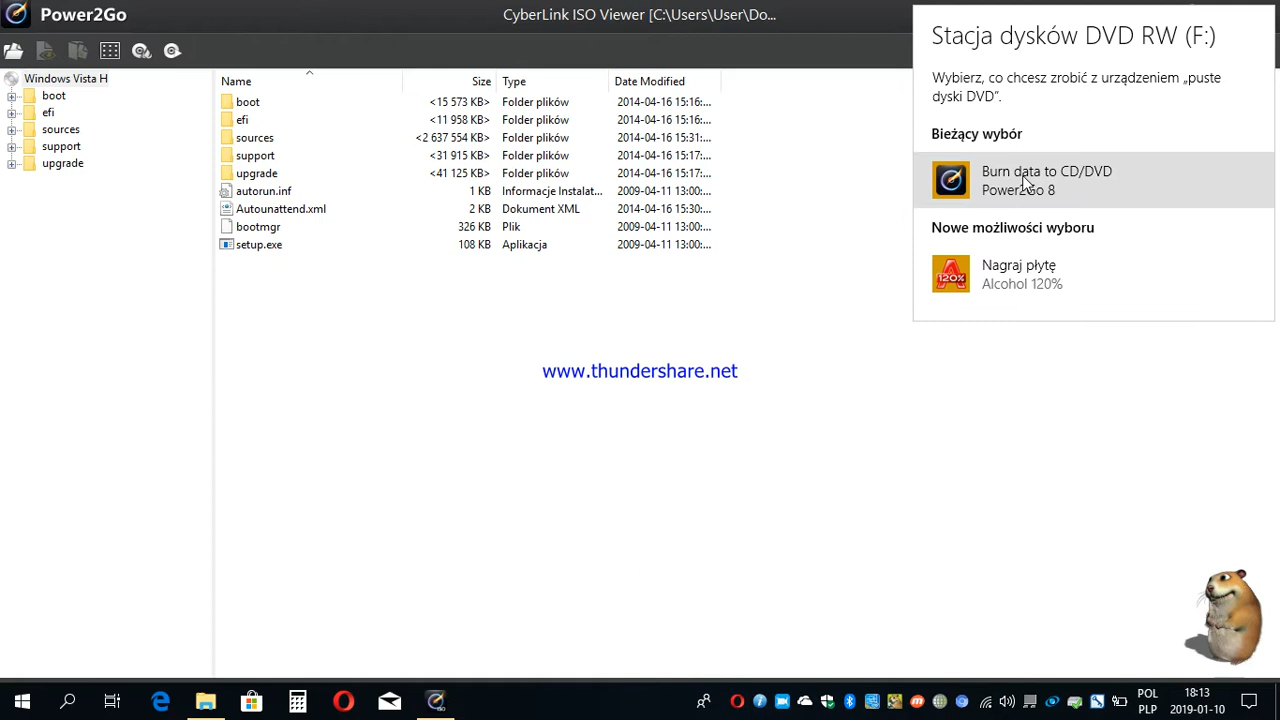 Power2Go
CyberLink ISO Viewer [C:\Users\User\Do...
Windows Vista H
boot
efi
sources
support
upgrade
Name Size Type Date Modified
boot <15 573 KB> Folder plików 2014-04-16 15:16:...
efi <11 958 KB> Folder plików 2014-04-16 15:16:...
sources <2 637 554 KB> Folder plików 2014-04-16 15:31:...
support <31 915 KB> Folder plików 2014-04-16 15:17:...
upgrade <41 125 KB> Folder plików 2014-04-16 15:17:...
autorun.inf 1 KB Informacje Instalat... 2009-04-11 13:00:...
Autounattend.xml 2 KB Dokument XML 2014-04-16 15:30:...
bootmgr 326 KB Plik 2009-04-11 13:00:...
setup.exe 108 KB Aplikacja 2009-04-11 13:00:...
Stacja dysków DVD RW (F:)
Wybierz, co chcesz zrobić z urządzeniem „puste
dyski DVD”.
Bieżący wybór
Burn data to CD/DVD
Power2Go 8
Nowe możliwości wyboru
120%
Nagraj płytę
Alcohol 120%
www.thundershare.net
POL
PLP
18:13
2019-01-10